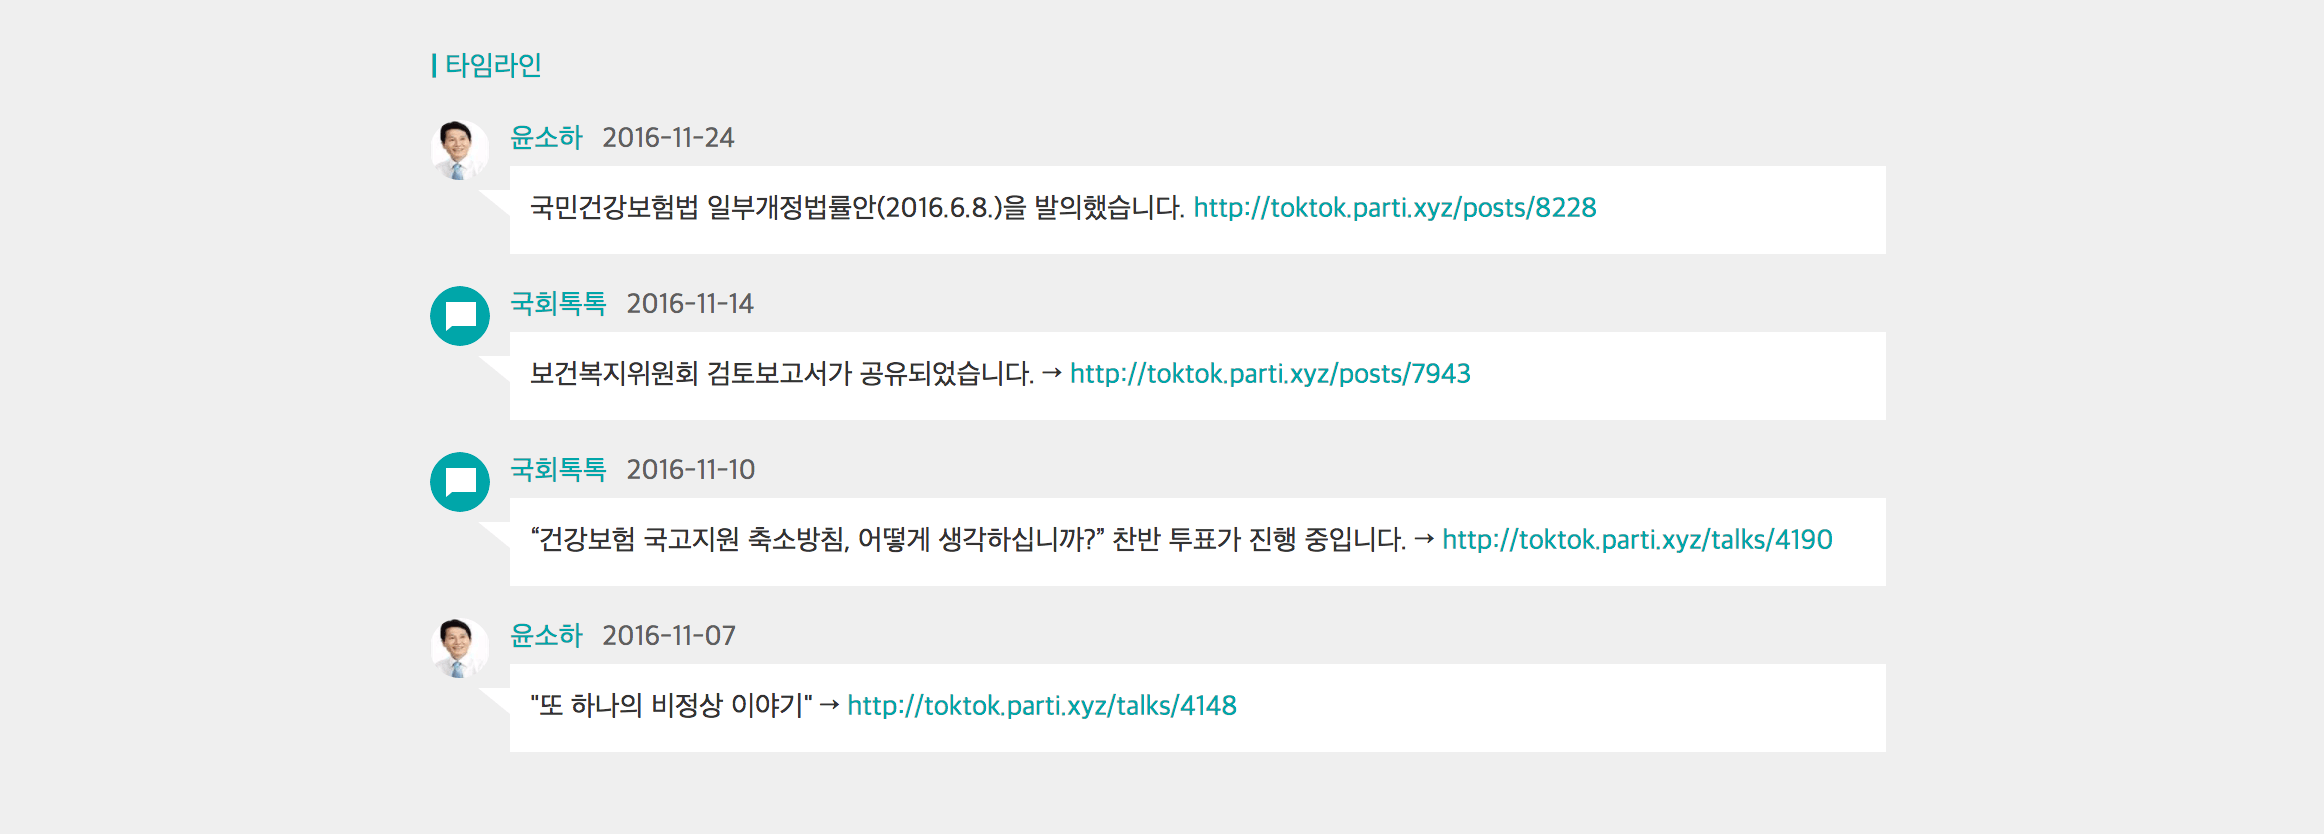 | 타임라인
윤소하 2016-11-24
국민건강보험법 일부개정법률안(2016.6.8.)을 발의했습니다. http://toktok.parti.xyz/posts/8228
국회톡톡 2016-11-14
보건복지위원회 검토보고서가 공유되었습니다. → http://toktok.parti.xyz/posts/7943
국회톡톡 2016-11-10
“건강보험 국고지원 축소방침, 어떻게 생각하십니까?” 찬반 투표가 진행 중입니다. → http://toktok.parti.xyz/talks/4190
윤소하 2016-11-07
"또 하나의 비정상 이야기" → http://toktok.parti.xyz/talks/4148